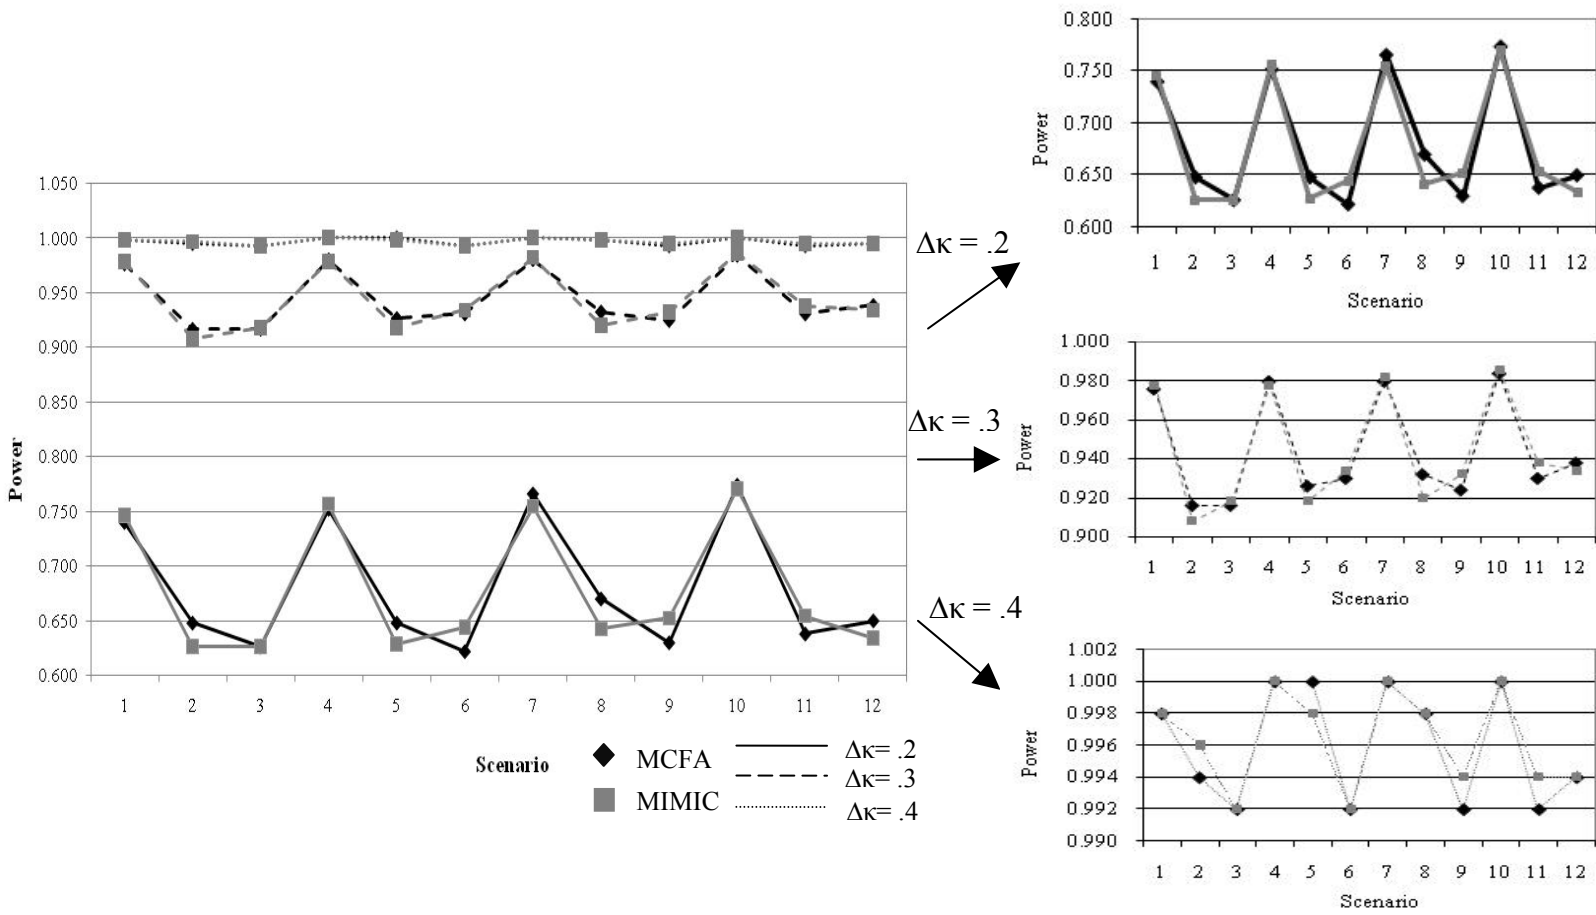 1.050
1.000
0.950
0.900
0.850
0.800
0.750
0.700
0.650
0.600
Power
1 2 3 4 5 6 7 8 9 10 11 12
Scenario
MCFA
MIMIC
Δκ= .2
Δκ= .3
Δκ= .4
Δκ = .2
Δκ = .3
Δκ = .4
0.800
0.750
0.700
0.650
0.600
Power
1 2 3 4 5 6 7 8 9 10 11 12
Scenario
1.000
0.980
0.960
0.940
0.920
0.900
Power
1 2 3 4 5 6 7 8 9 10 11 12
Scenario
1.002
1.000
0.998
0.996
0.994
0.992
0.990
Power
1 2 3 4 5 6 7 8 9 10 11 12
Scenario